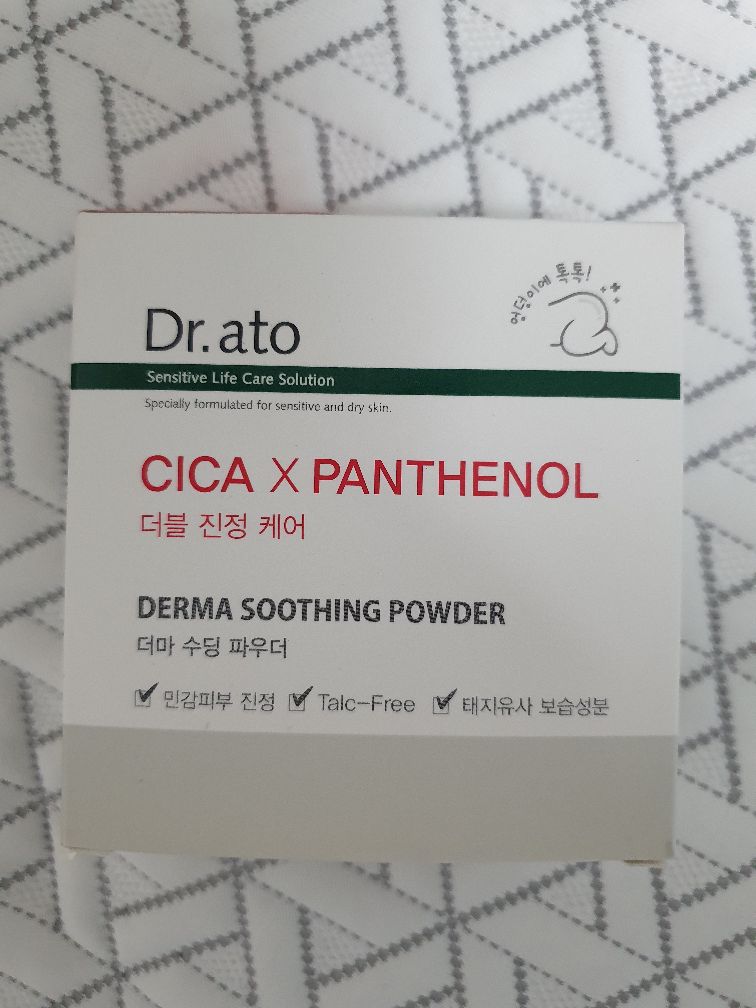 엉덩이에 톡톡!
Dr.ato
Sensitive Life Care Solution
Specially formulated for sensitive and dry skin.
CICA X PANTHENOL
더블 진정 케어
DERMA SOOTHING POWDER
더마 수딩 파우더
민감피부 진정 Talc-Free 태지유사 보습성분